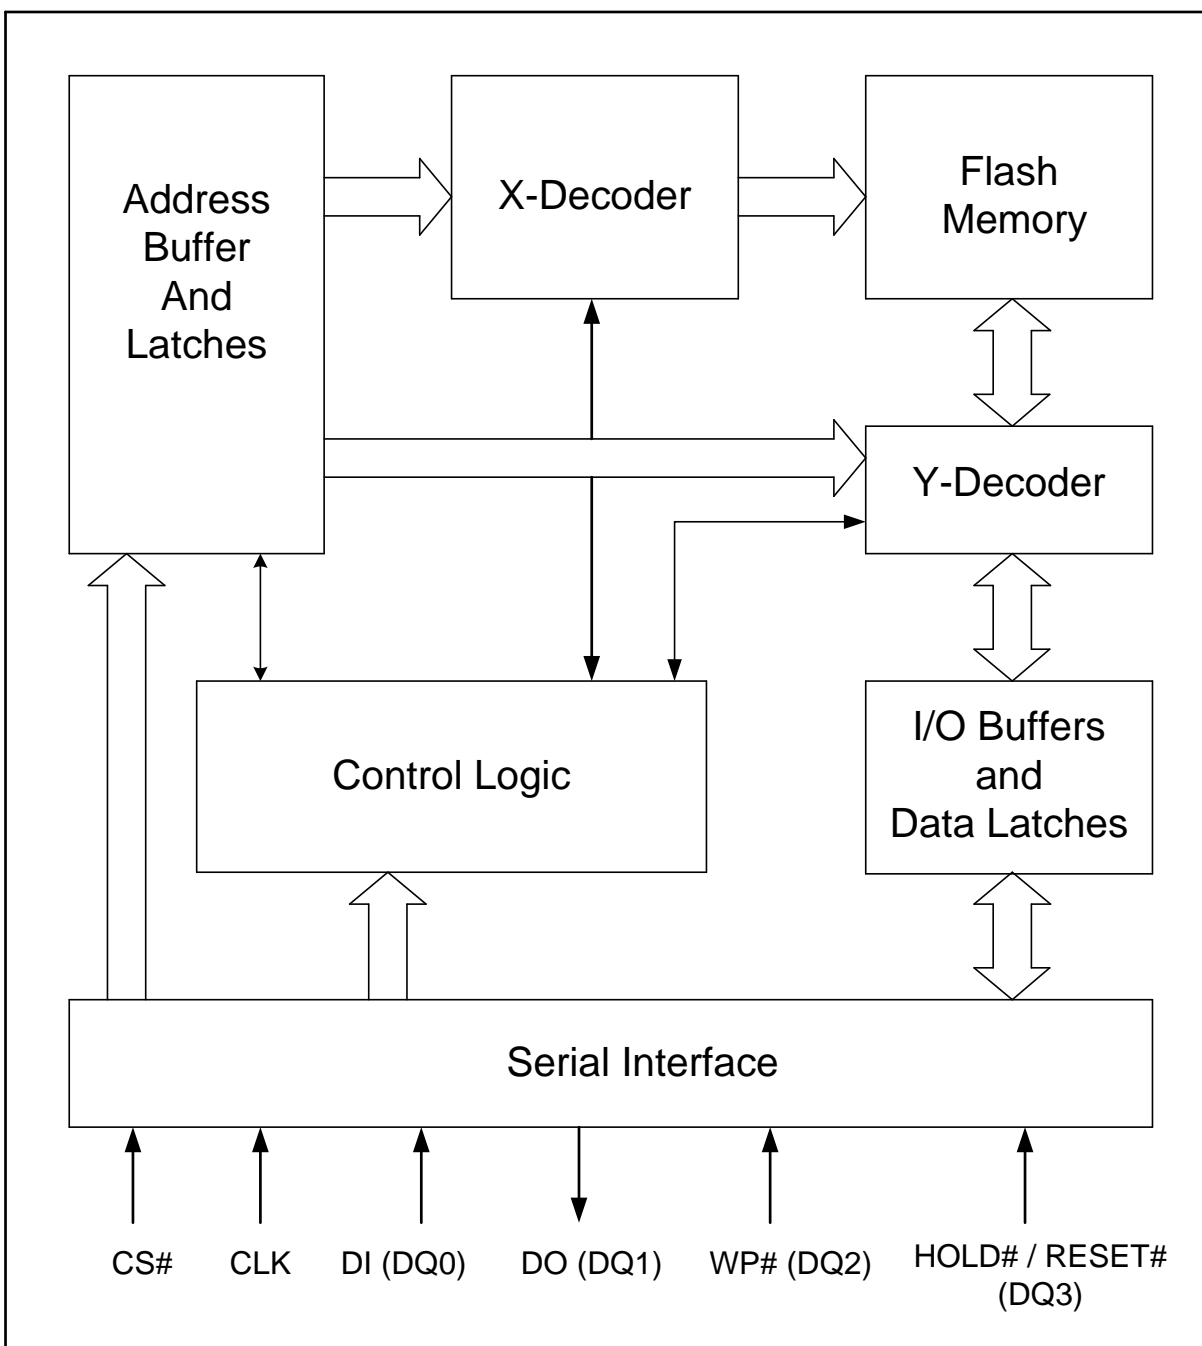 Address
Buffer
And
Latches
X-Decoder
Flash
Memory
Y-Decoder
Control Logic
I/O Buffers
and
Data Latches
Serial Interface
CS#
CLK
DI (DQ0)
DO (DQ1)
WP# (DQ2)
HOLD# / RESET#
(DQ3)